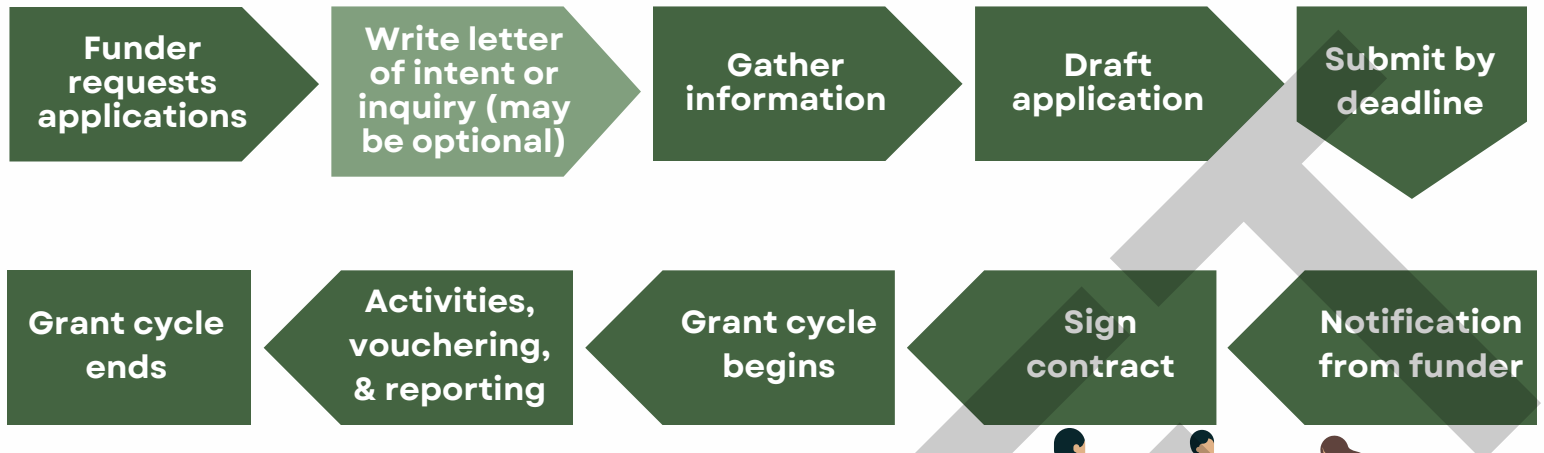 Funder
requests
applications
Write letter
of intent or
inquiry (may
be optional)
Gather
information
Draft
application
Submit by
deadline
Notification
from funder
Sign
contract
Grant cycle
begins
Activities,
vouchering,
& reporting
Grant cycle
ends